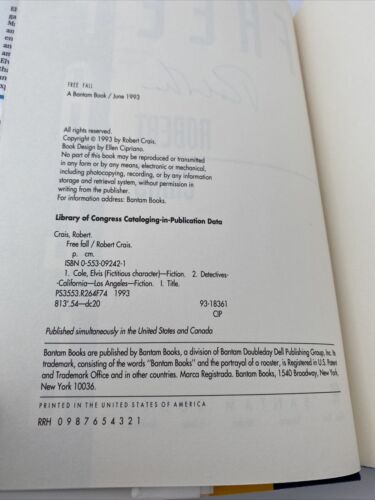 FREE FALL
A Bantam Book / June 1993
All rights reserved.
Copyright © 1993 by Robert Crais.
Book Design by Ellen Cipriano.
No part of this book may be reproduced or transmitted
in any form or by any means, electronic or mechanical,
including photocopying, recording, or by any information
storage and retrieval system, without permission in
writing from the publisher.
For information address: Bantam Books.
Library of Congress Cataloging-in-Publication Data
Crais, Robert.
Free fall / Robert Crais.
p. cm.
ISBN 0-553-09242-1
1. Cole, Elvis (Fictitious character)—Fiction. 2. Detectives-
-California—Los Angeles—Fiction. I. Title.
PS3553.R264F74 1993
813'.54—dc20 93-18361
CIP
Published simultaneously in the United States and Canada
Bantam Books are published by Bantam Books, a division of Bantam Doubleday Dell Publishing Group, Inc. Its
trademark, consisting of the words "Bantam Books" and the portrayal of a rooster, is Registered in U.S. Patent
and Trademark Office and in other countries. Marca Registrada. Bantam Books, 1540 Broadway, New York,
New York 10036.
PRINTED IN THE UNITED STATES OF AMERICA
RRH 0 9 8 7 6 5 4 3 2 1